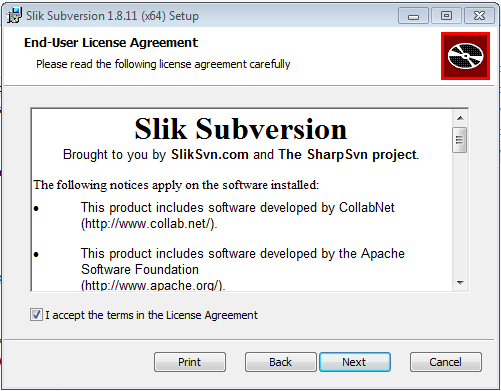 Slik Subversion 1.8.11 (x64) Setup
End-User License Agreement
Please read the following license agreement carefully
Slik Subversion
Brought to you by SlikSvn.com and The SharpSvn project.
The following notices apply on the software installed:
• This product includes software developed by CollabNet
(http://www.collab.net/).
• This product includes software developed by the Apache
Software Foundation
(http://www.apache.org/).
I accept the terms in the License Agreement
Print Back Next Cancel